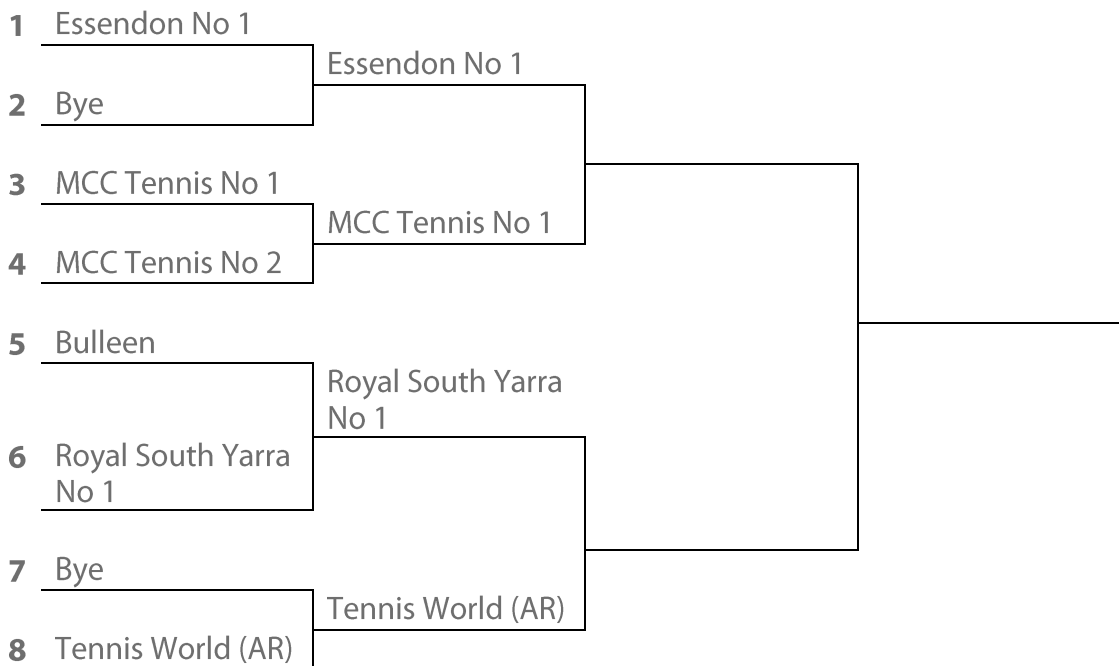 1 Essendon No 1
Essendon No 1
2 Bye
3 MCC Tennis No 1
MCC Tennis No 1
4 MCC Tennis No 2
5 Bulleen
Royal South Yarra
No 1
6 Royal South Yarra
No 1
7 Bye
Tennis World (AR)
8 Tennis World (AR)